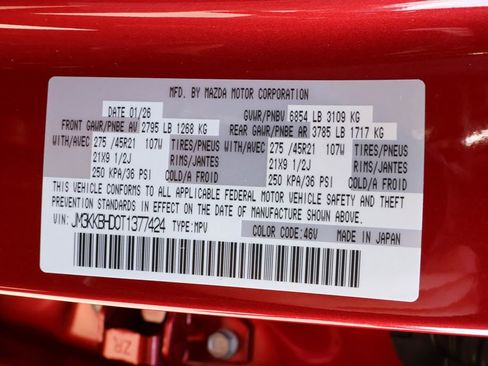 MFD. BY MAZDA MOTOR CORPORATION
DATE 01/26 GVWR/PNBV 6854 LB 3109 KG
FRONT GAWR/PNBE AV 2795 LB 1268 KG REAR GAWR/PNBE AR 3785 LB 1717 KG
WITH/AVEC 275 /45R21 107W TIRES/PNEUS WITH/AVEC 275 /45R21 107W TIRES/PNEUS
21X9 1/2J RIMS/JANTES 21X9 1/2J RIMS/JANTES
250 KPA/36 PSI COLD/A FROID 250 KPA/36 PSI COLD/A FROID
THIS VEHICLE CONFORMS TO ALL APPLICABLE FEDERAL MOTOR VEHICLE SAFETY AND THEFT
PREVENTION STANDARDS IN EFFECT ON THE DATE OF MANUFACTURE SHOWN ABOVE.
VIN: JM3KKBHD0T1377424 TYPE:MPV COLOR CODE:46V MADE IN JAPAN
ZR